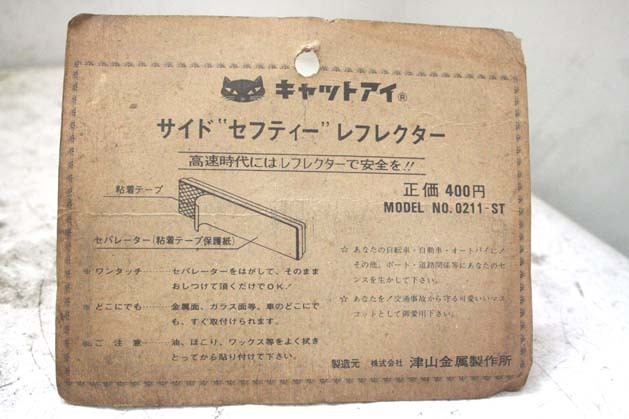 キャットアイ®
サイド“セフティー”レフレクター
高速時代にはレフレクターで安全を!!
粘着テープ
セパレーター(粘着テープ保護紙)
正価 400円
MODEL NO. 0211-ST
※ ワンタッチ……セパレーターをはがして、そのまま
おしつけて頂くだけでOK!
※ どこにでも……金属面、ガラス面等。車のどこにで
も、すぐ取付けられます。
※ ご 注 意……油、ほこり、ワックス等をよく拭き
とってから貼り付けて下さい。
☆ あなたの自転車・自動車・オートバイに!
その他、ボート・道路関係等にあなたのセ
ンスを生かして下さい。
☆ あなたを!交通事故から守る可愛いいマス
コットとして御愛用下さい。
製造元 株式会社 津山金属製作所